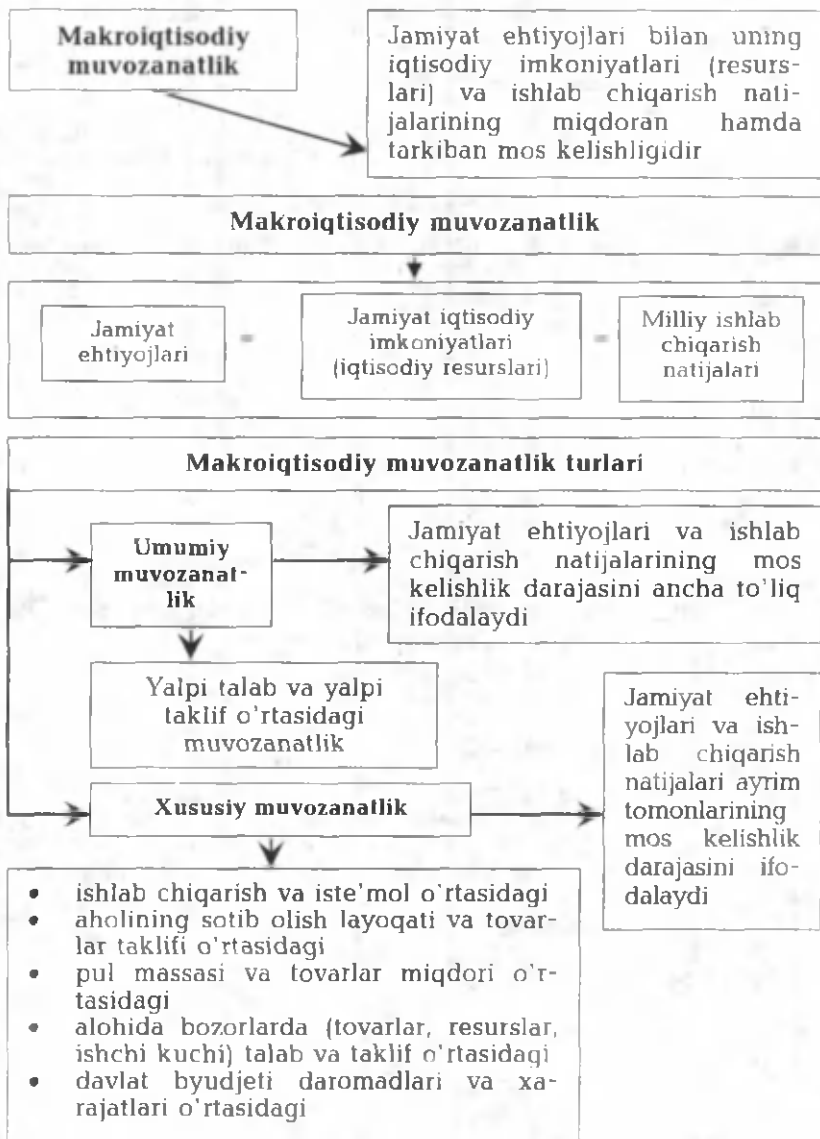 Makroiqtisodiy
muvozanatlik
Jamiyat ehtiyojlari bilan uning
iqtisodiy imkoniyatlari (resurs-
lari) va ishlab chiqarish nati-
jalarining miqdoran hamda
tarkiban mos kelishligidir
Makroiqtisodiy muvozanatlik
Jamiyat
ehtiyojlari
=
Jamiyat iqtisodiy
imkoniyatlari
(iqtisodiy resurslari)
=
Milliy ishlab
chiqarish
natijalari
Makroiqtisodiy muvozanatlik turlari
Umumiy
muvozanat-
lik
Jamiyat ehtiyojlari va ishlab
chiqarish natijalarining mos
kelishlik darajasini ancha to'liq
ifodalaydi
Yalpi talab va yalpi
taklif o'rtasidagi
muvozanatlik
Xususiy muvozanatlik
Jamiyat ehti-
yojlari va ish-
lab chiqarish
natijalari ayrim
tomonlarining
mos kelishlik
darajasini ifo-
dalaydi
• ishlab chiqarish va iste'mol o'rtasidagi
• aholining sotib olish layoqati va tovar-
lar taklifi o'rtasidagi
• pul massasi va tovarlar miqdori o'r-
tasidagi
• alohida bozorlarda (tovarlar, resurslar,
ishchi kuchi) talab va taklif o'rtasidagi
• davlat byudjeti daromadlari va xa-
rajatlari o'rtasidagi